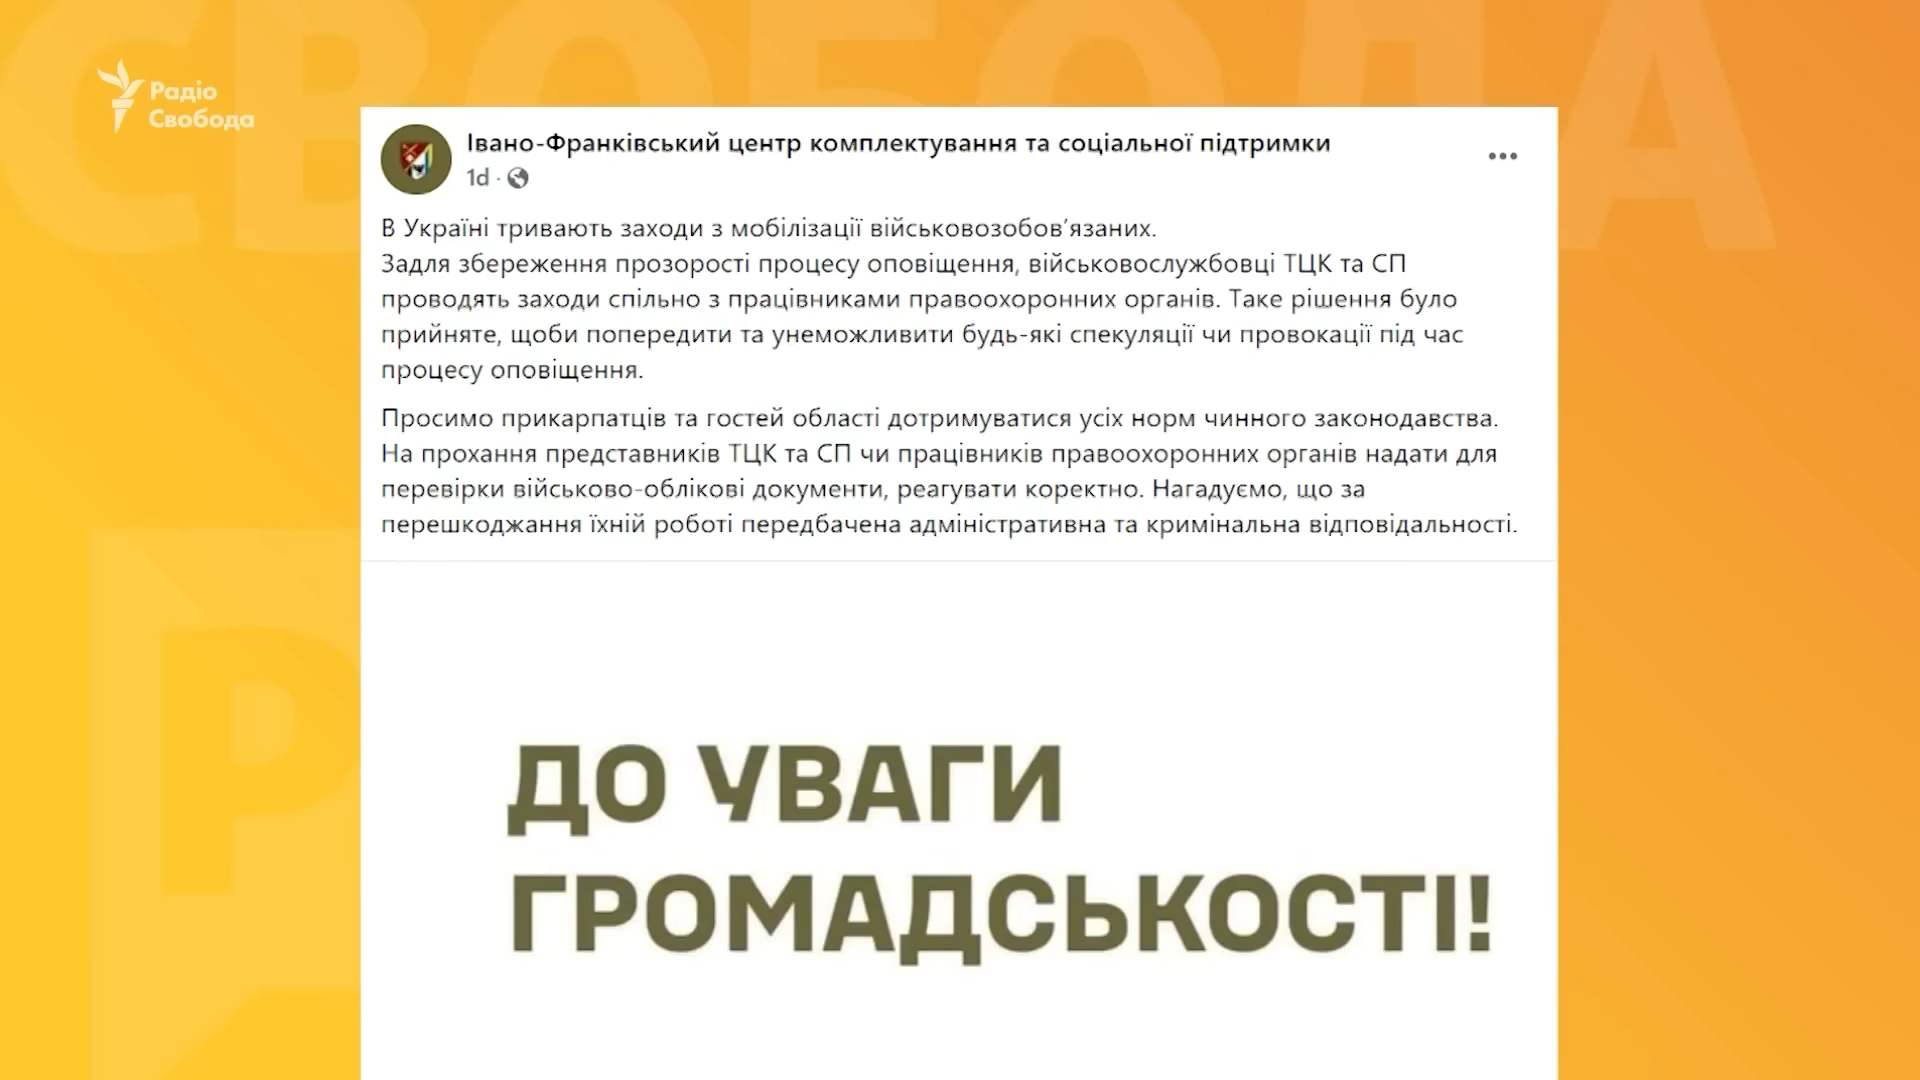 СВОБОДА
Радіо
Свобода
Івано-Франківський центр комплектування та соціальної підтримки
1d ·
В Україні тривають заходи з мобілізації військовозобов’язаних.
Задля збереження прозорості процесу оповіщення, військовослужбовці ТЦК та СП
проводять заходи спільно з працівниками правоохоронних органів. Таке рішення було
прийняте, щоби попередити та унеможливити будь-які спекуляції чи провокації під час
процесу оповіщення.
Просимо прикарпатців та гостей області дотримуватися усіх норм чинного законодавства.
На прохання представників ТЦК та СП чи працівників правоохоронних органів надати для
перевірки військово-облікові документи, реагувати коректно. Нагадуємо, що за
перешкоджання їхній роботі передбачена адміністративна та кримінальна відповідальності.
ДО УВАГИ
ГРОМАДСЬКОСТІ!